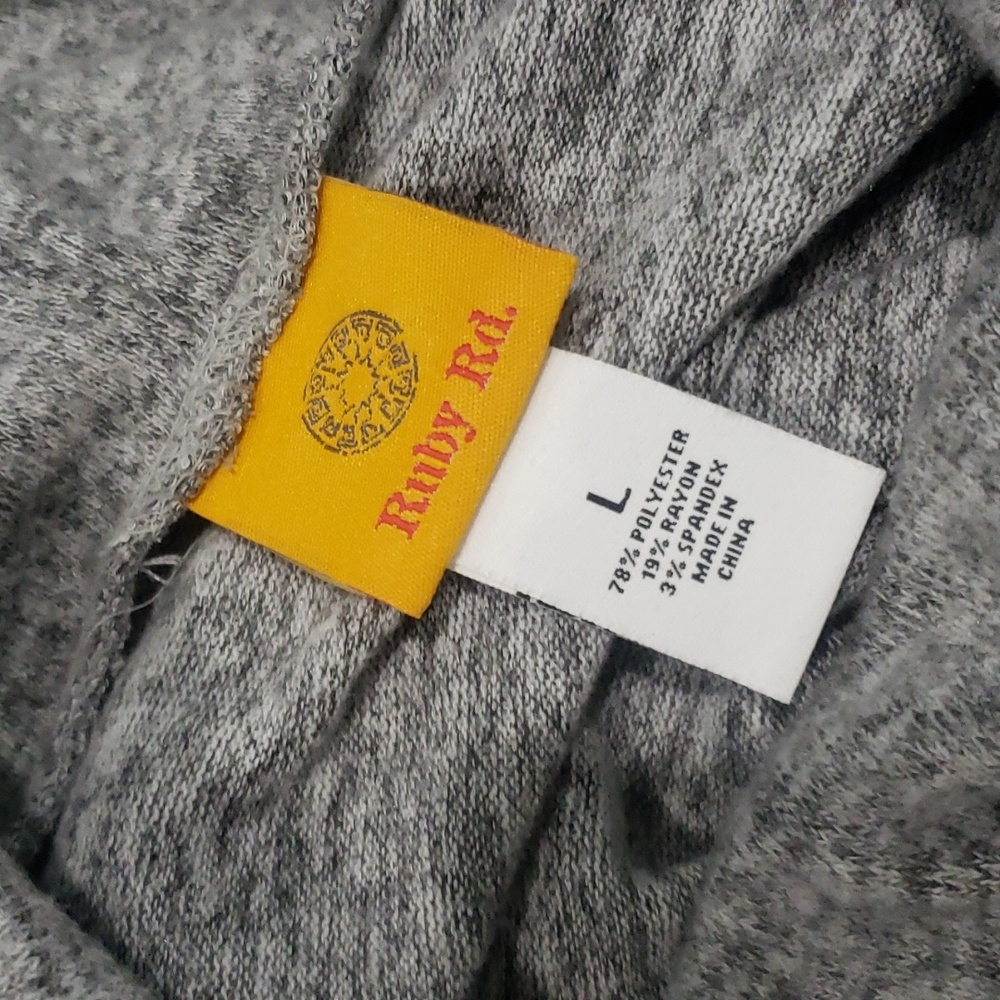 Ruby Rd.
L
78% POLYESTER
19% RAYON
3% SPANDEX
MADE IN
CHINA